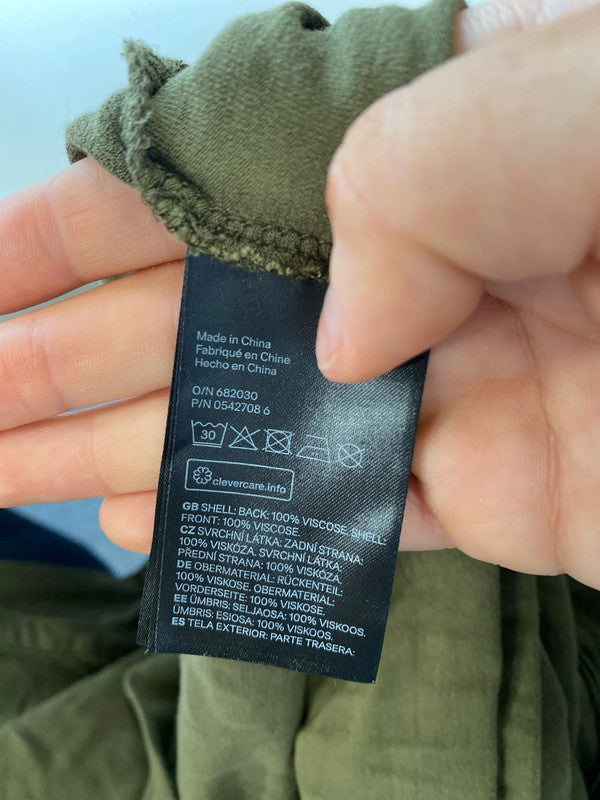 Made in China
Fabriqué en Chine
Hecho en China
O/N 682030
P/N 0542708 6
30
clevercare.info
GB SHELL: BACK: 100% VISCOSE. SHELL:
FRONT: 100% VISCOSE.
CZ SVRCHNÍ LÁTKA: ZADNÍ STRANA:
100% VISKÓZA. SVRCHNÍ LÁTKA:
PŘEDNÍ STRANA: 100% VISKÓZA.
DE OBERMATERIAL: RÜCKENTEIL:
100% VISKOSE. OBERMATERIAL:
VORDERSEITE: 100% VISKOSE.
EE ÜMBRIS: SELJAOSA: 100% VISKOOS.
ÜMBRIS: ESIOSA: 100% VISKOOS.
ES TELA EXTERIOR: PARTE TRASERA: